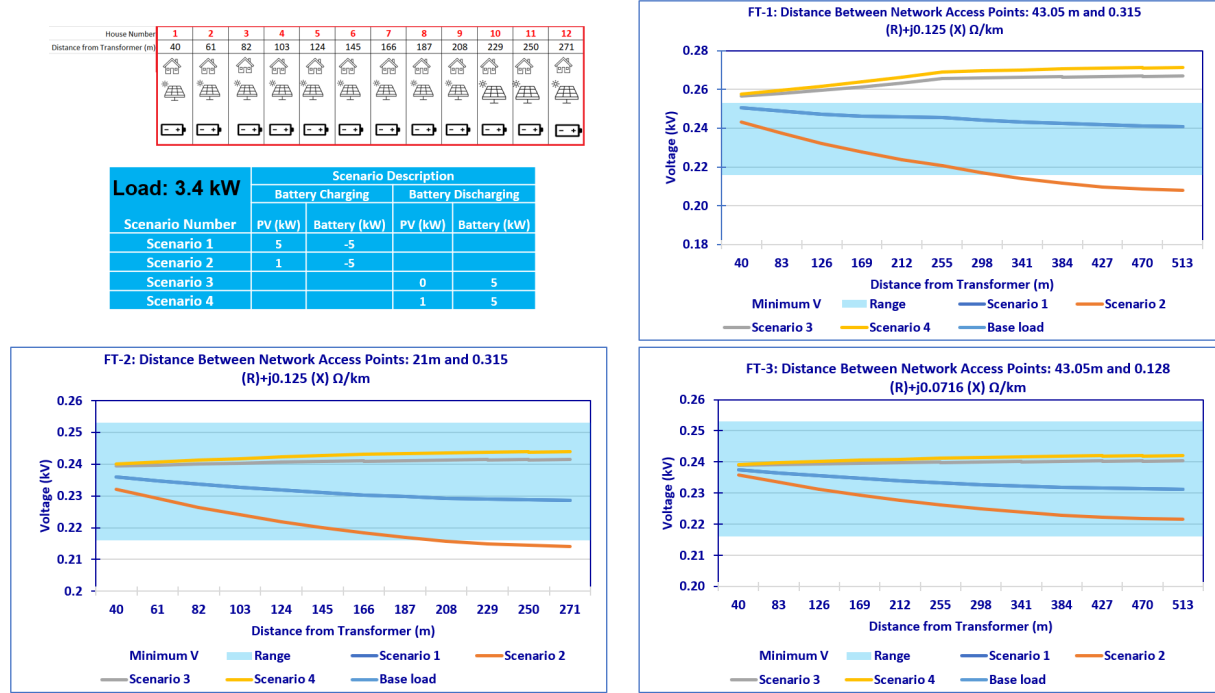 House Number 1 2 3 4 5 6 7 8 9 10 11 12
Distance from Transformer (m) 40 61 82 103 124 145 166 187 208 229 250 271
Load: 3.4 kW
Scenario Description
Battery Charging Battery Discharging
Scenario Number PV (kW) Battery (kW) PV (kW) Battery (kW)
Scenario 1 5 -5
Scenario 2 1 -5
Scenario 3 0 5
Scenario 4 1 5
FT-1: Distance Between Network Access Points: 43.05 m and 0.315
(R)+j0.125 (X) Ω/km
Voltage (kV)
0.28
0.26
0.24
0.22
0.20
0.18
40 83 126 169 212 255 298 341 384 427 470 513
Distance from Transformer (m)
Minimum V Range Scenario 1 Scenario 2
Scenario 3 Scenario 4 Base load
FT-2: Distance Between Network Access Points: 21m and 0.315
(R)+j0.125 (X) Ω/km
Voltage (kV)
0.26
0.25
0.24
0.23
0.22
0.21
0.2
40 61 82 103 124 145 166 187 208 229 250 271
Distance from Transformer (m)
Minimum V Range Scenario 1 Scenario 2
Scenario 3 Scenario 4 Base load
FT-3: Distance Between Network Access Points: 43.05m and 0.128
(R)+j0.0716 (X) Ω/km
Voltage (kV)
0.26
0.25
0.24
0.23
0.22
0.21
0.20
40 83 126 169 212 255 298 341 384 427 470 513
Distance from Transformer (m)
Minimum V Range Scenario 1 Scenario 2
Scenario 3 Scenario 4 Base load